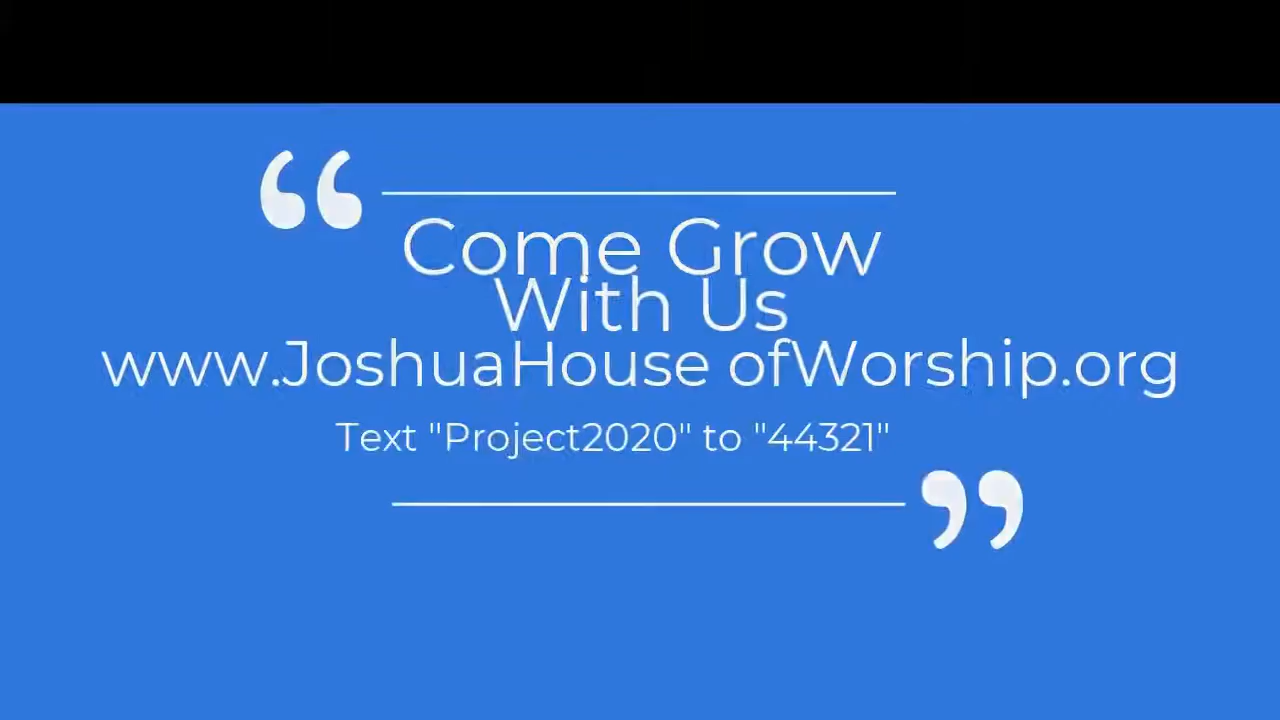 “
Come Grow
With Us
www.JoshuaHouse ofWorship.org
Text "Project2020" to "44321"
”